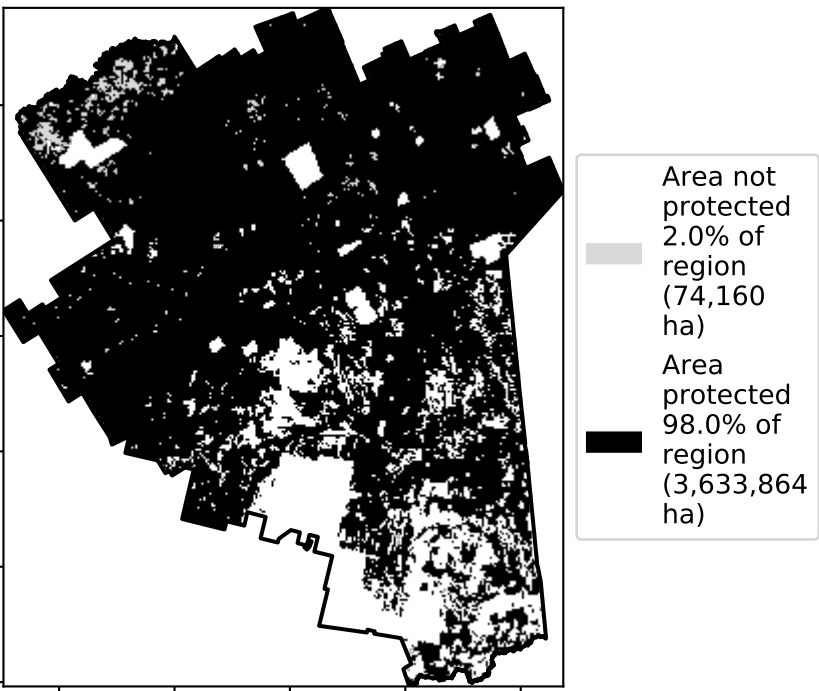 Area not
protected
2.0% of
region
(74,160
ha)
Area
protected
98.0% of
region
(3,633,864
ha)